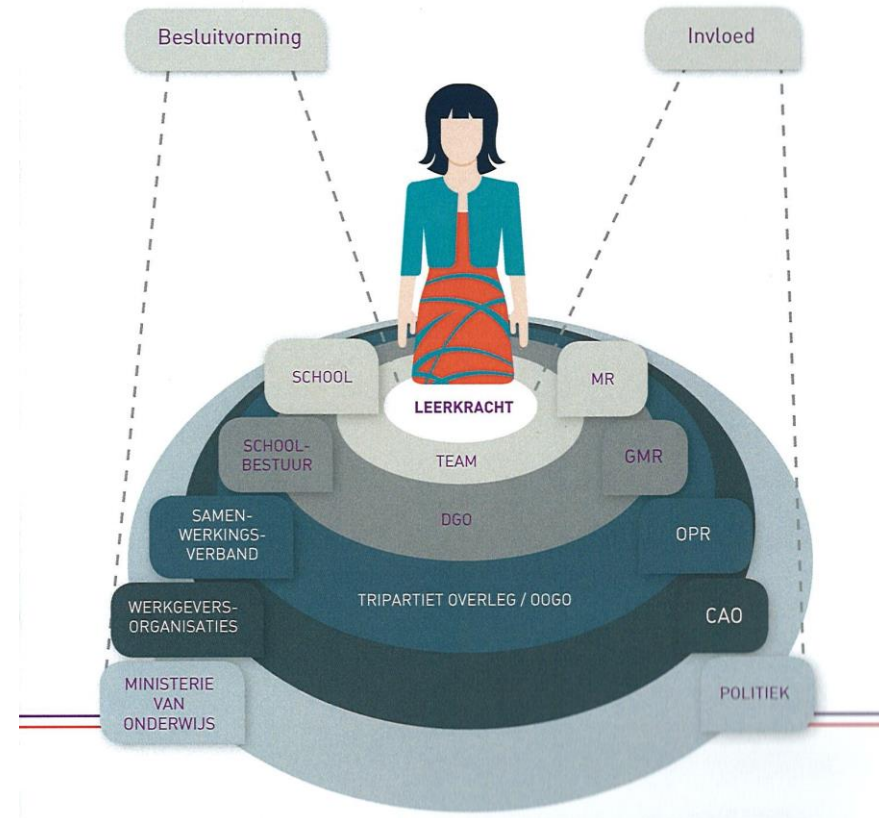 Besluitvorming
Invloed
SCHOOL
MR
LEERKRACHT
TEAM
SCHOOL-
BESTUUR
GMR
DGO
SAMEN-
WERKINGS-
VERBAND
OPR
TRIPARTIET OVERLEG / OOGO
WERKGEVERS-
ORGANISATIES
CAO
MINISTERIE
VAN
ONDERWIJS
POLITIEK